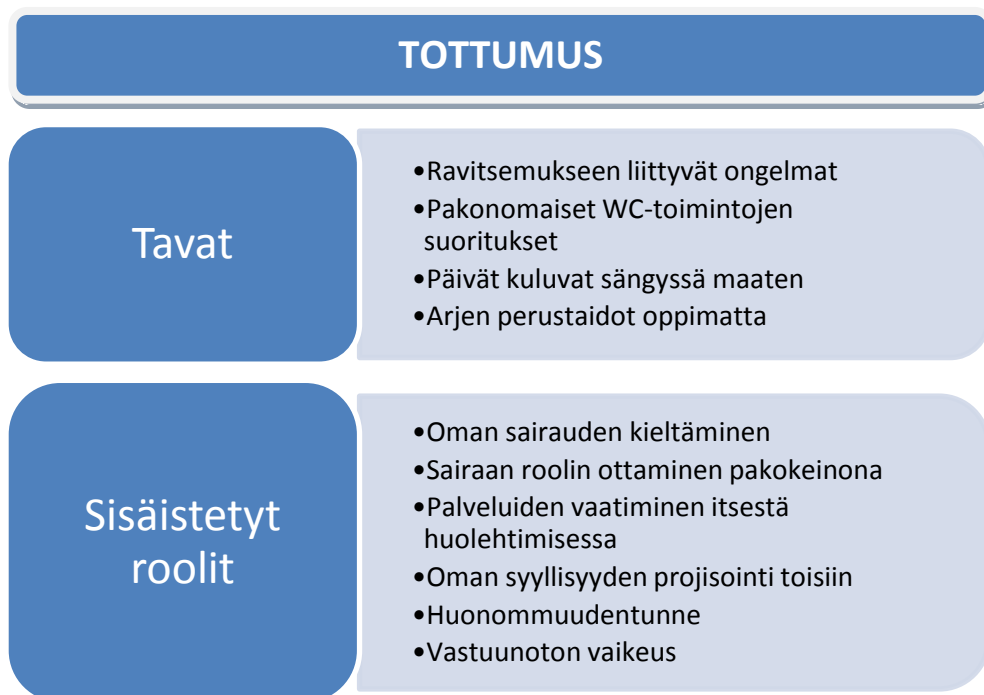 TOTTUMUS
Tavat
•Ravitsemukseen liittyvät ongelmat
•Pakonomaiset WC-toimintojen
suoritukset
•Päivät kuluvat sängyssä maaten
•Arjen perustaidot oppimatta
Sisäistetyt
roolit
•Oman sairauden kieltäminen
•Sairaan roolin ottaminen pakokeinona
•Palveluiden vaatiminen itsestä
huolehtimisessa
•Oman syyllisyyden projisointi toisiin
•Huonommuudentunne
•Vastuunoton vaikeus